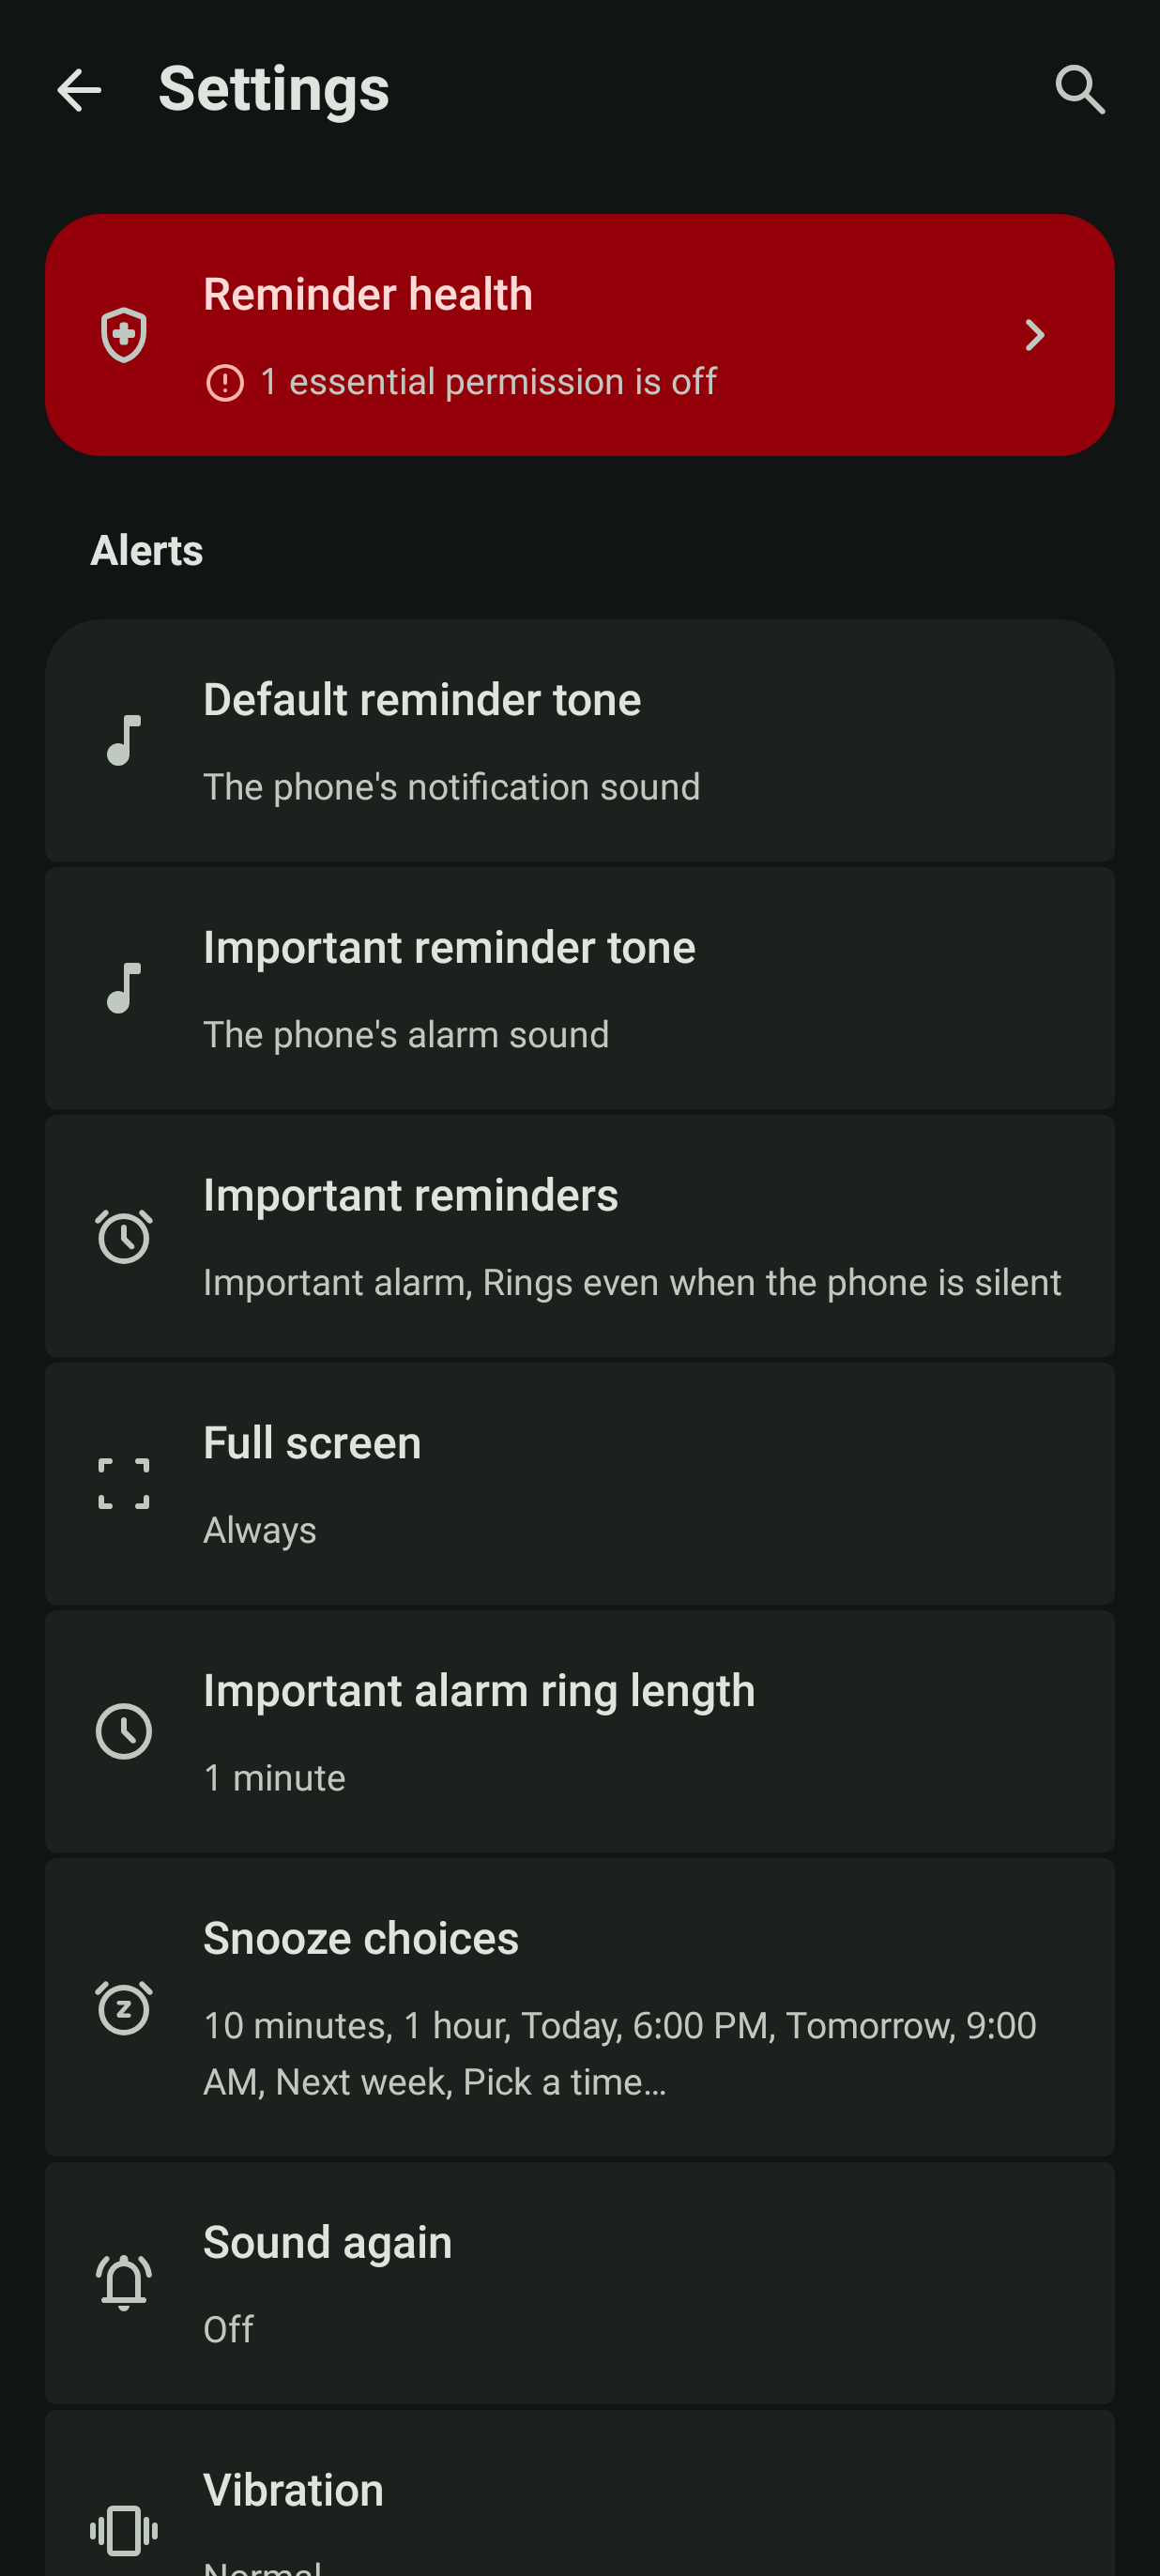 Settings
Reminder health
1 essential permission is off
Alerts
Default reminder tone
The phone's notification sound
Important reminder tone
The phone's alarm sound
Important reminders
Important alarm, Rings even when the phone is silent
Full screen
Always
Important alarm ring length
1 minute
Snooze choices
10 minutes, 1 hour, Today, 6:00 PM, Tomorrow, 9:00
AM, Next week, Pick a time…
Sound again
Off
Vibration
Normal